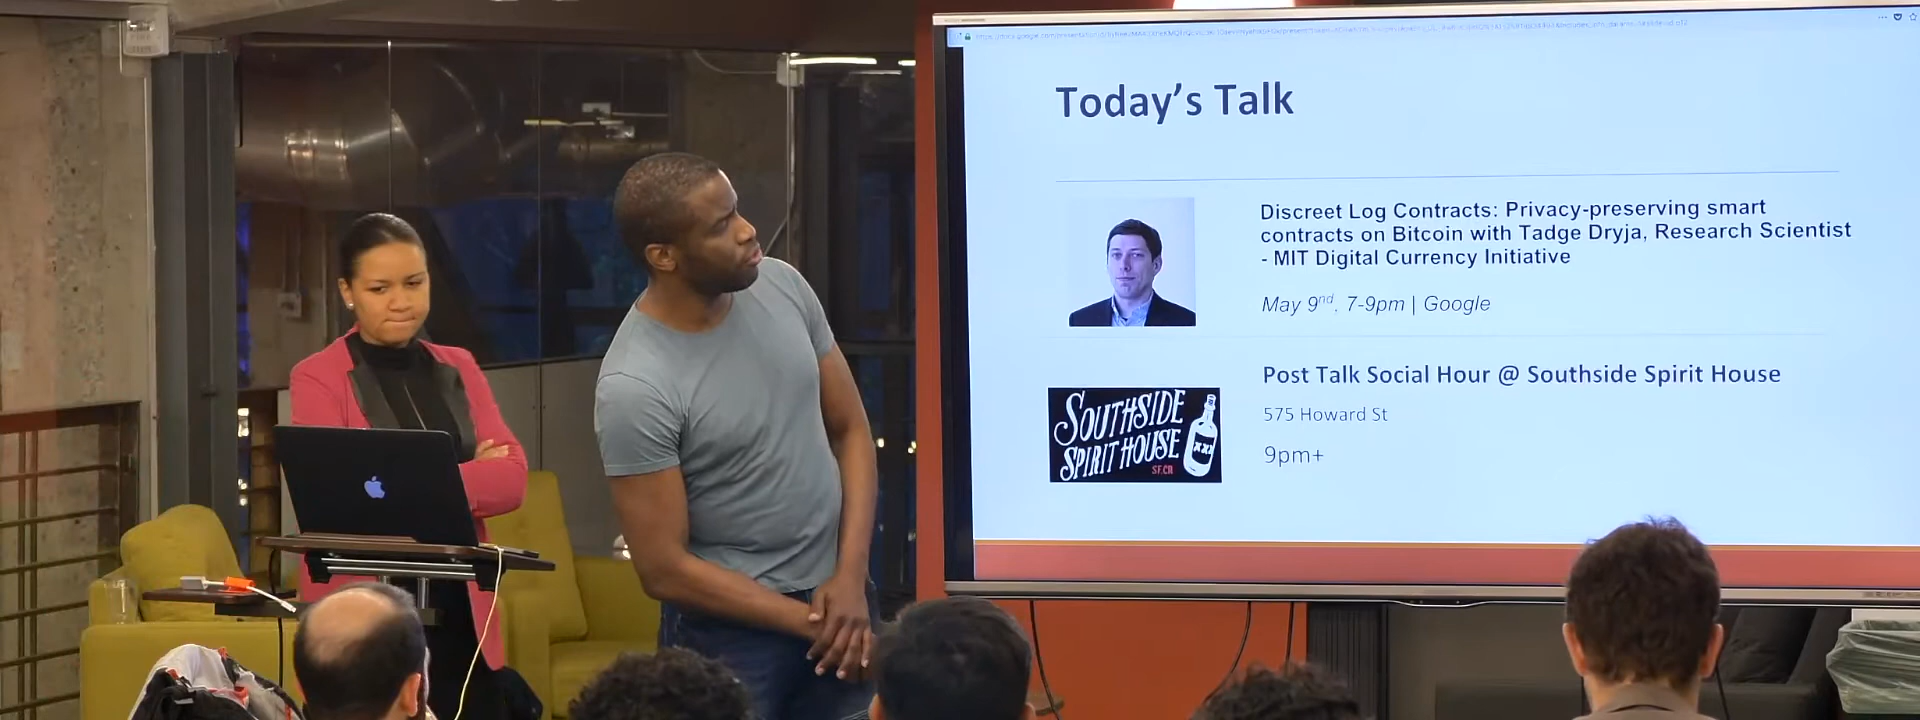 Today's Talk
Discreet Log Contracts: Privacy-preserving smart
contracts on Bitcoin with Tadge Dryja, Research Scientist
- MIT Digital Currency Initiative
May 9nd, 7-9pm | Google
Post Talk Social Hour @ Southside Spirit House
575 Howard St
9pm+
SOUTHSIDE
SPIRIT HOUSE
XXX
SF.CA